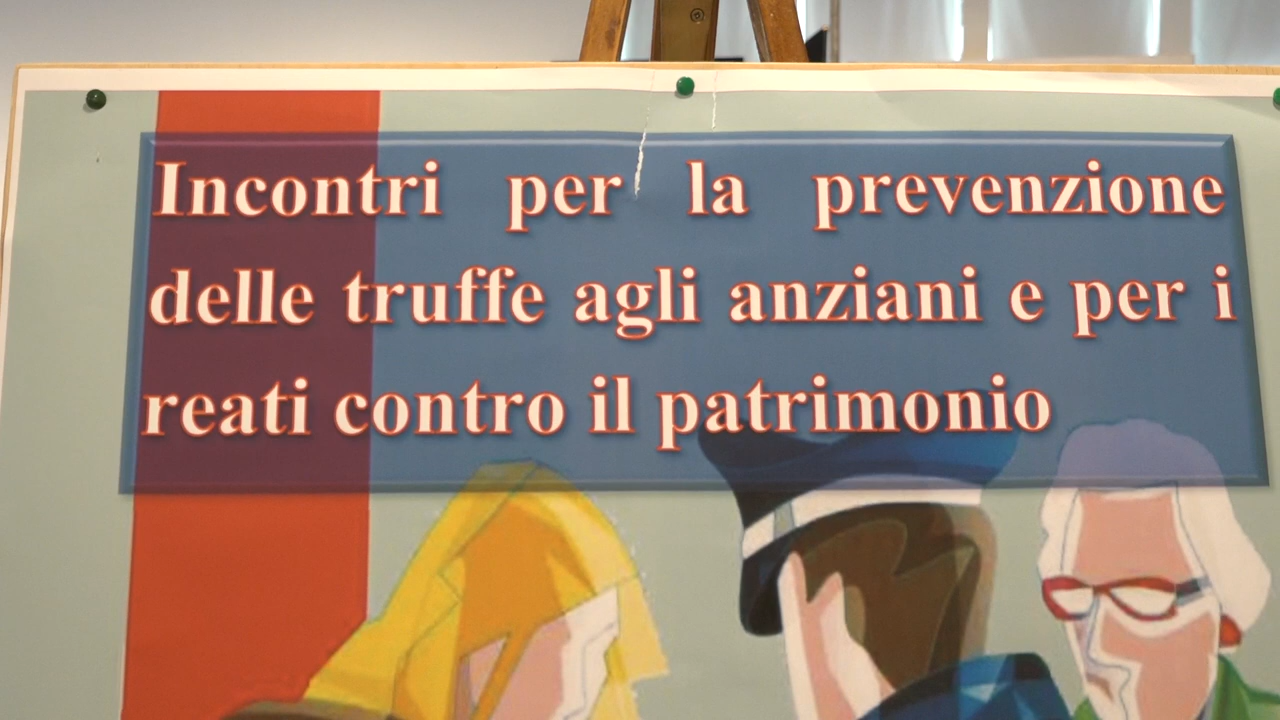 Incontri per la prevenzione
delle truffe agli anziani e per i
reati contro il patrimonio